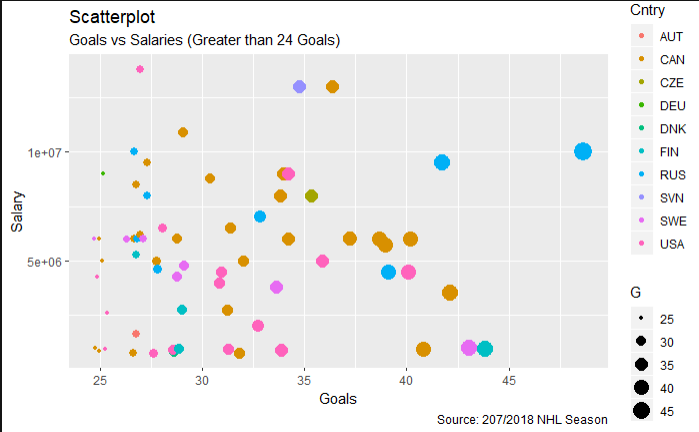 Scatterplot
Goals vs Salaries (Greater than 24 Goals)
1e+07
5e+06
Salary
25 30 35 40 45
Goals
Source: 207/2018 NHL Season
Cntry
AUT
CAN
CZE
DEU
DNK
FIN
RUS
SVN
SWE
USA
G
25
30
35
40
45